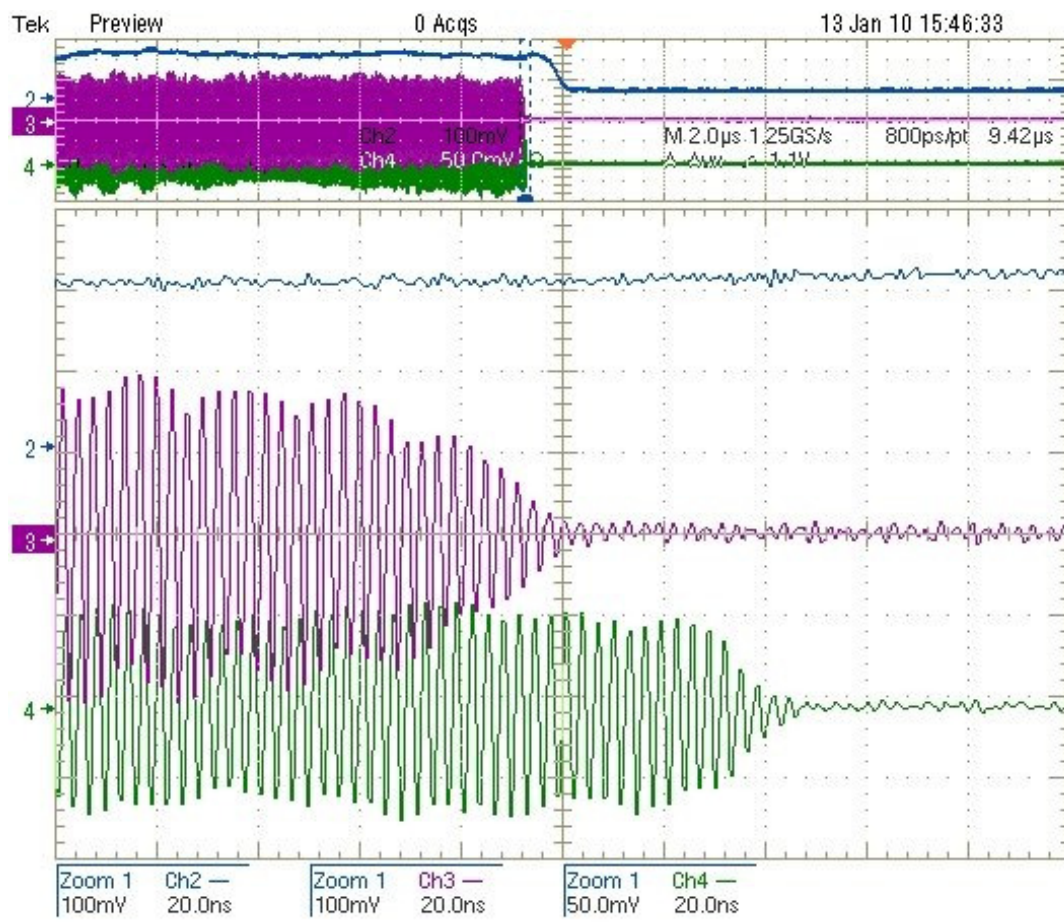 Tek Preview 0 Acqs 13 Jan 10 15:46:33
2
3
Ch2 100mV M 2.0µs 1.25GS/s 800ps/pt 9.42µs
4 Ch4 50.0mV
2
3
4
Zoom 1 Ch2 Zoom 1 Ch3 Zoom 1 Ch4
100mV 20.0ns 100mV 20.0ns 50.0mV 20.0ns